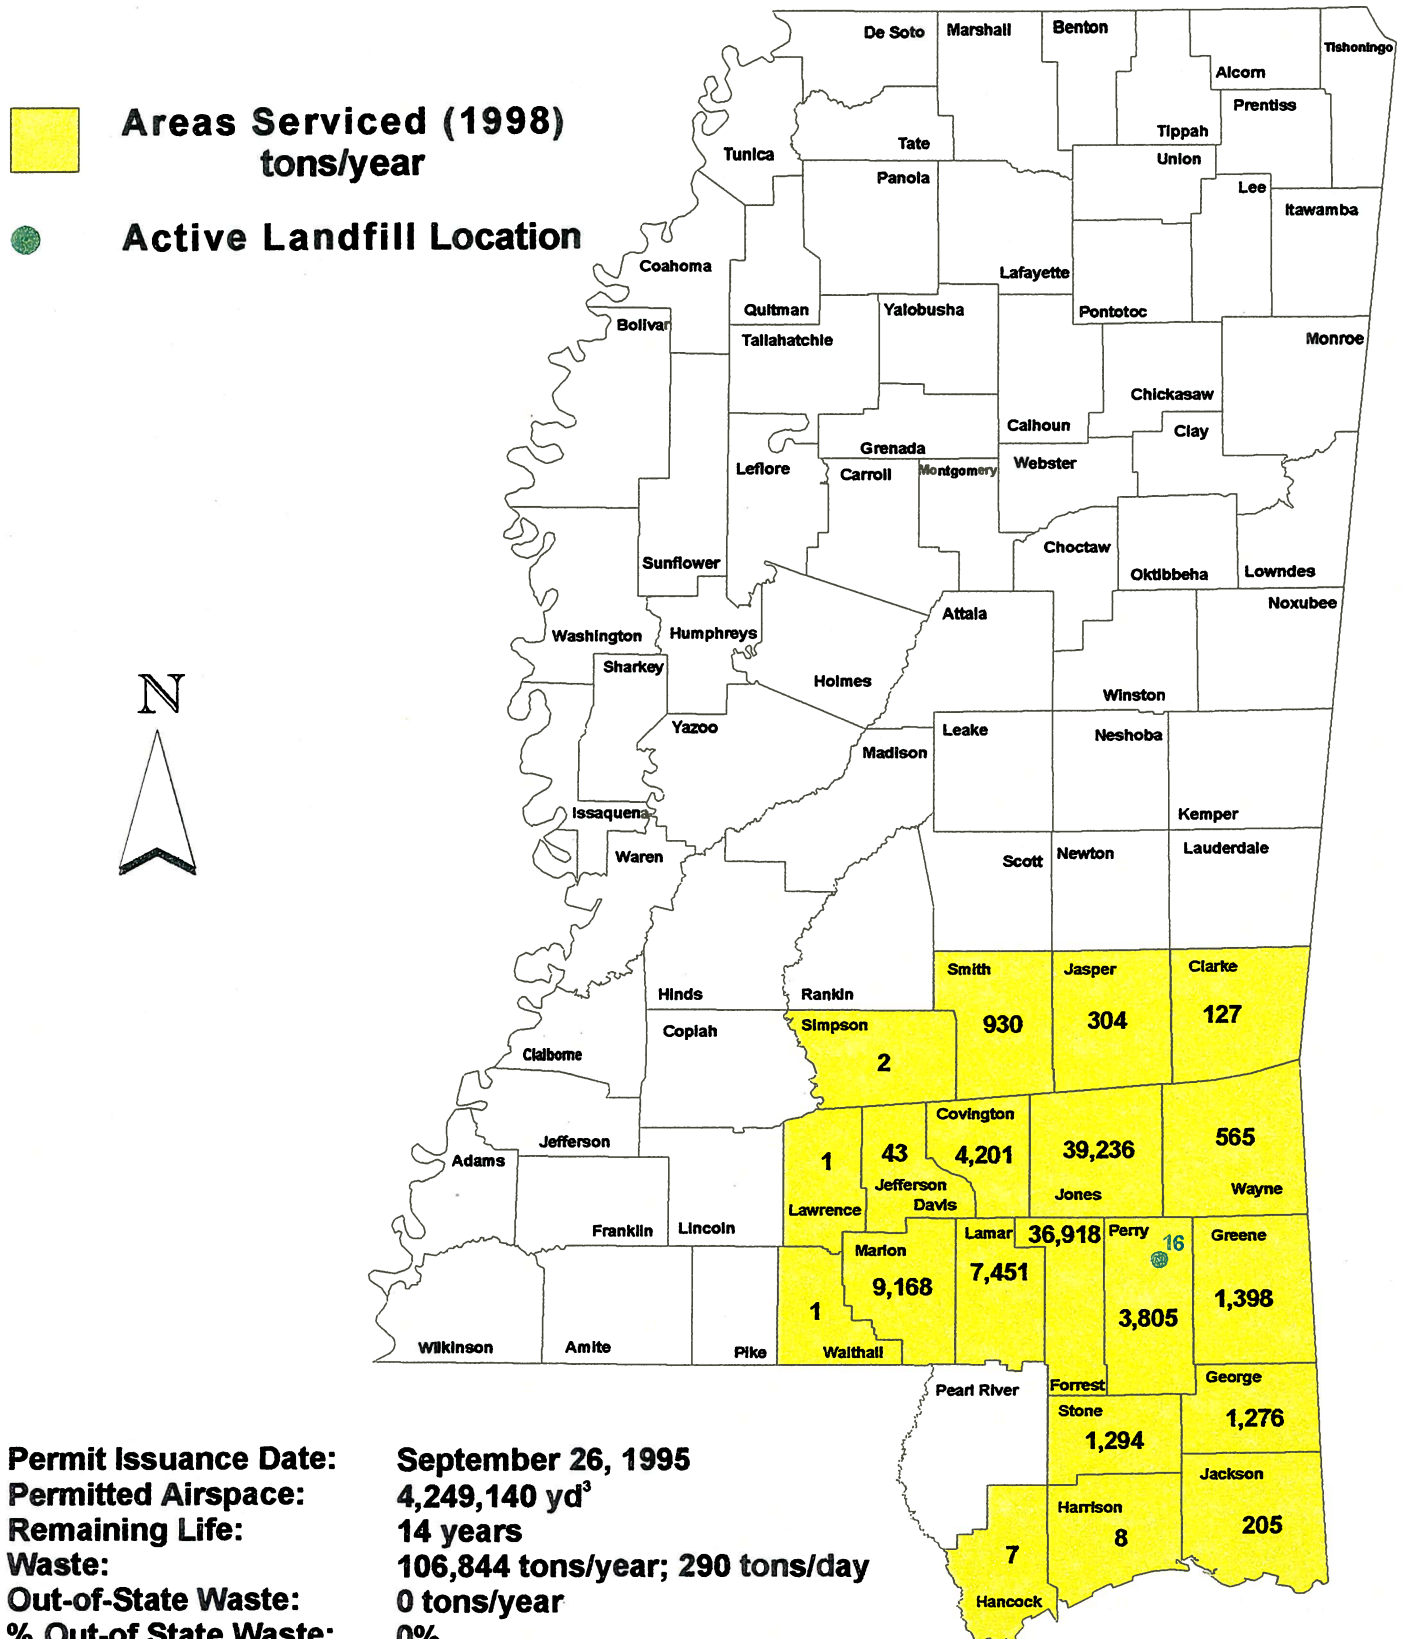 Areas Serviced (1998)
tons/year
Active Landfill Location
De Soto
Marshall
Benton
Tishomingo
Alcorn
Prentiss
Tippah
Tate
Tunica
Union
Panola
Lee
Itawamba
Coahoma
Lafayette
Quitman
Yalobusha
Pontotoc
Bolivar
Tallahatchie
Monroe
Chickasaw
Calhoun
Clay
Grenada
Leflore
Carroll
Montgomery
Webster
Choctaw
Sunflower
Oktibbeha
Lowndes
Noxubee
Attala
Washington
Humphreys
Sharkey
Holmes
Winston
N
Yazoo
Leake
Neshoba
Madison
Issaquena
Kemper
Waren
Scott
Newton
Lauderdale
Smith
930
Jasper
304
Clarke
127
Hinds
Rankin
Simpson
2
Copiah
Claiborne
Covington
4,201
39,236
Jones
565
Wayne
Jefferson
Adams
1
Lawrence
43
Jefferson
Davis
Franklin
Lincoln
Lamar
7,451
36,918
Perry
16
3,805
Greene
1,398
Marion
9,168
1
Walthall
Wilkinson
Amite
Pike
Pearl River
Forrest
George
1,276
Stone
1,294
Jackson
205
Harrison
8
7
Hancock
Permit Issuance Date: September 26, 1995
Permitted Airspace: 4,249,140 yd³
Remaining Life: 14 years
Waste: 106,844 tons/year; 290 tons/day
Out-of-State Waste: 0 tons/year
% Out-of State Waste: 0%